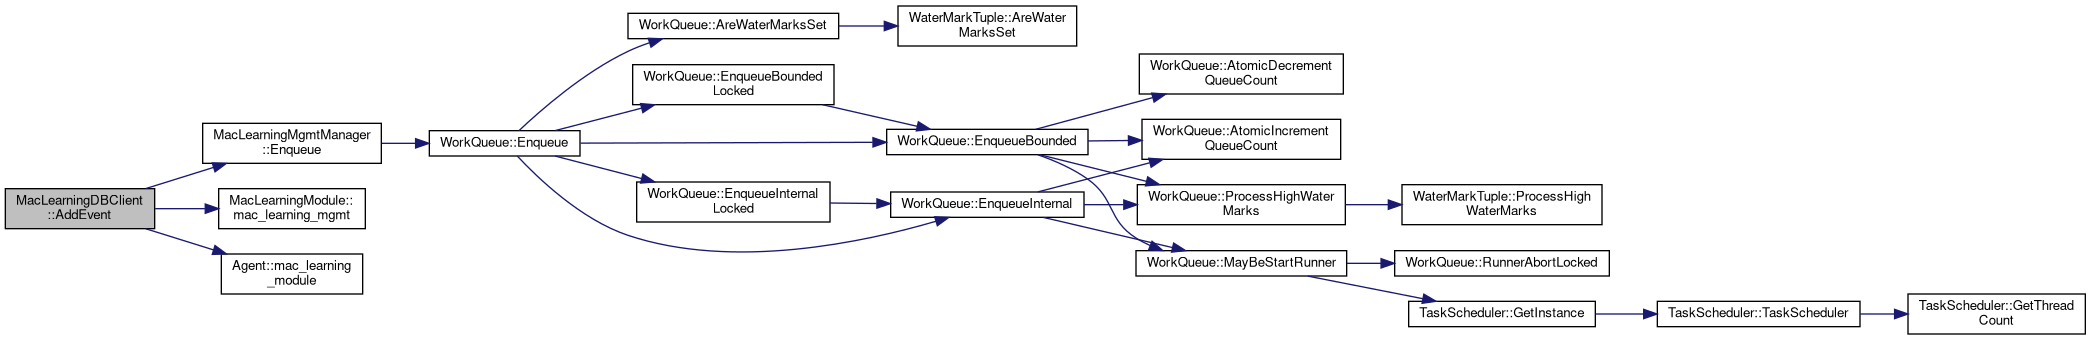 MacLearningDBClient
::AddEvent
MacLearningMgmtManager
::Enqueue
MacLearningModule::
mac_learning_mgmt
Agent::mac_learning
_module
WorkQueue::Enqueue
WorkQueue::AreWaterMarksSet
WorkQueue::EnqueueBounded
Locked
WorkQueue::EnqueueInternal
Locked
WaterMarkTuple::AreWater
MarksSet
WorkQueue::EnqueueBounded
WorkQueue::EnqueueInternal
WorkQueue::AtomicDecrement
QueueCount
WorkQueue::AtomicIncrement
QueueCount
WorkQueue::ProcessHighWater
Marks
WorkQueue::MayBeStartRunner
WaterMarkTuple::ProcessHigh
WaterMarks
WorkQueue::RunnerAbortLocked
TaskScheduler::GetInstance
TaskScheduler::TaskScheduler
TaskScheduler::GetThread
Count